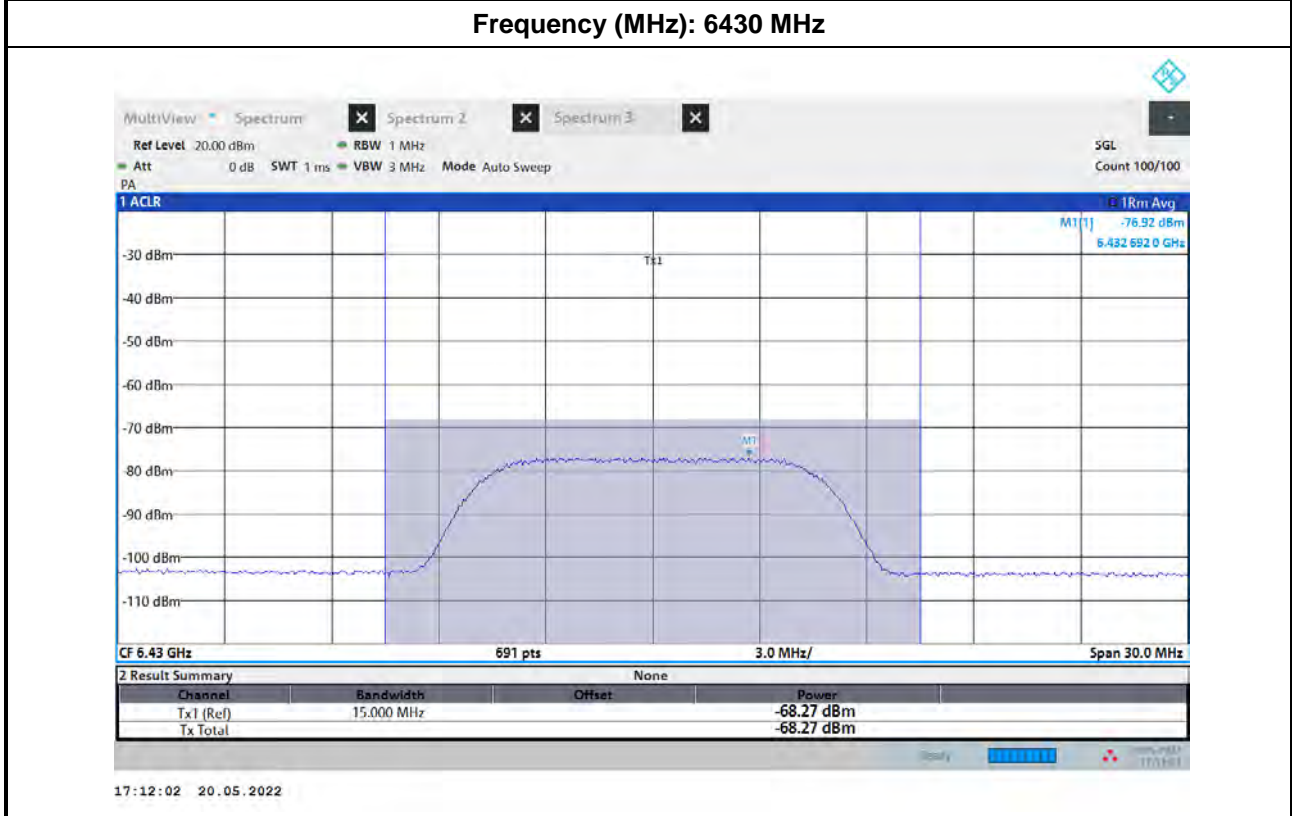 Frequency (MHz): 6430 MHz
MultiView Spectrum X Spectrum 2 X Spectrum 3 X
Ref Level 20.00 dBm RBW 1 MHz SGL
Att 0 dB SWT 1 ms VBW 3 MHz Mode Auto Sweep Count 100/100
PA
1 ACLR 1Rm Avg
M1[1] -76.92 dBm
6.432 692 0 GHz
-30 dBm
Tx1
-40 dBm
-50 dBm
-60 dBm
-70 dBm
M1
-80 dBm
-90 dBm
-100 dBm
-110 dBm
CF 6.43 GHz 691 pts 3.0 MHz/ Span 30.0 MHz
2 Result Summary None
Channel Bandwidth Offset Power
Tx1 (Ref) 15.000 MHz -68.27 dBm
Tx Total -68.27 dBm
Ready
17:12:02 20.05.2022